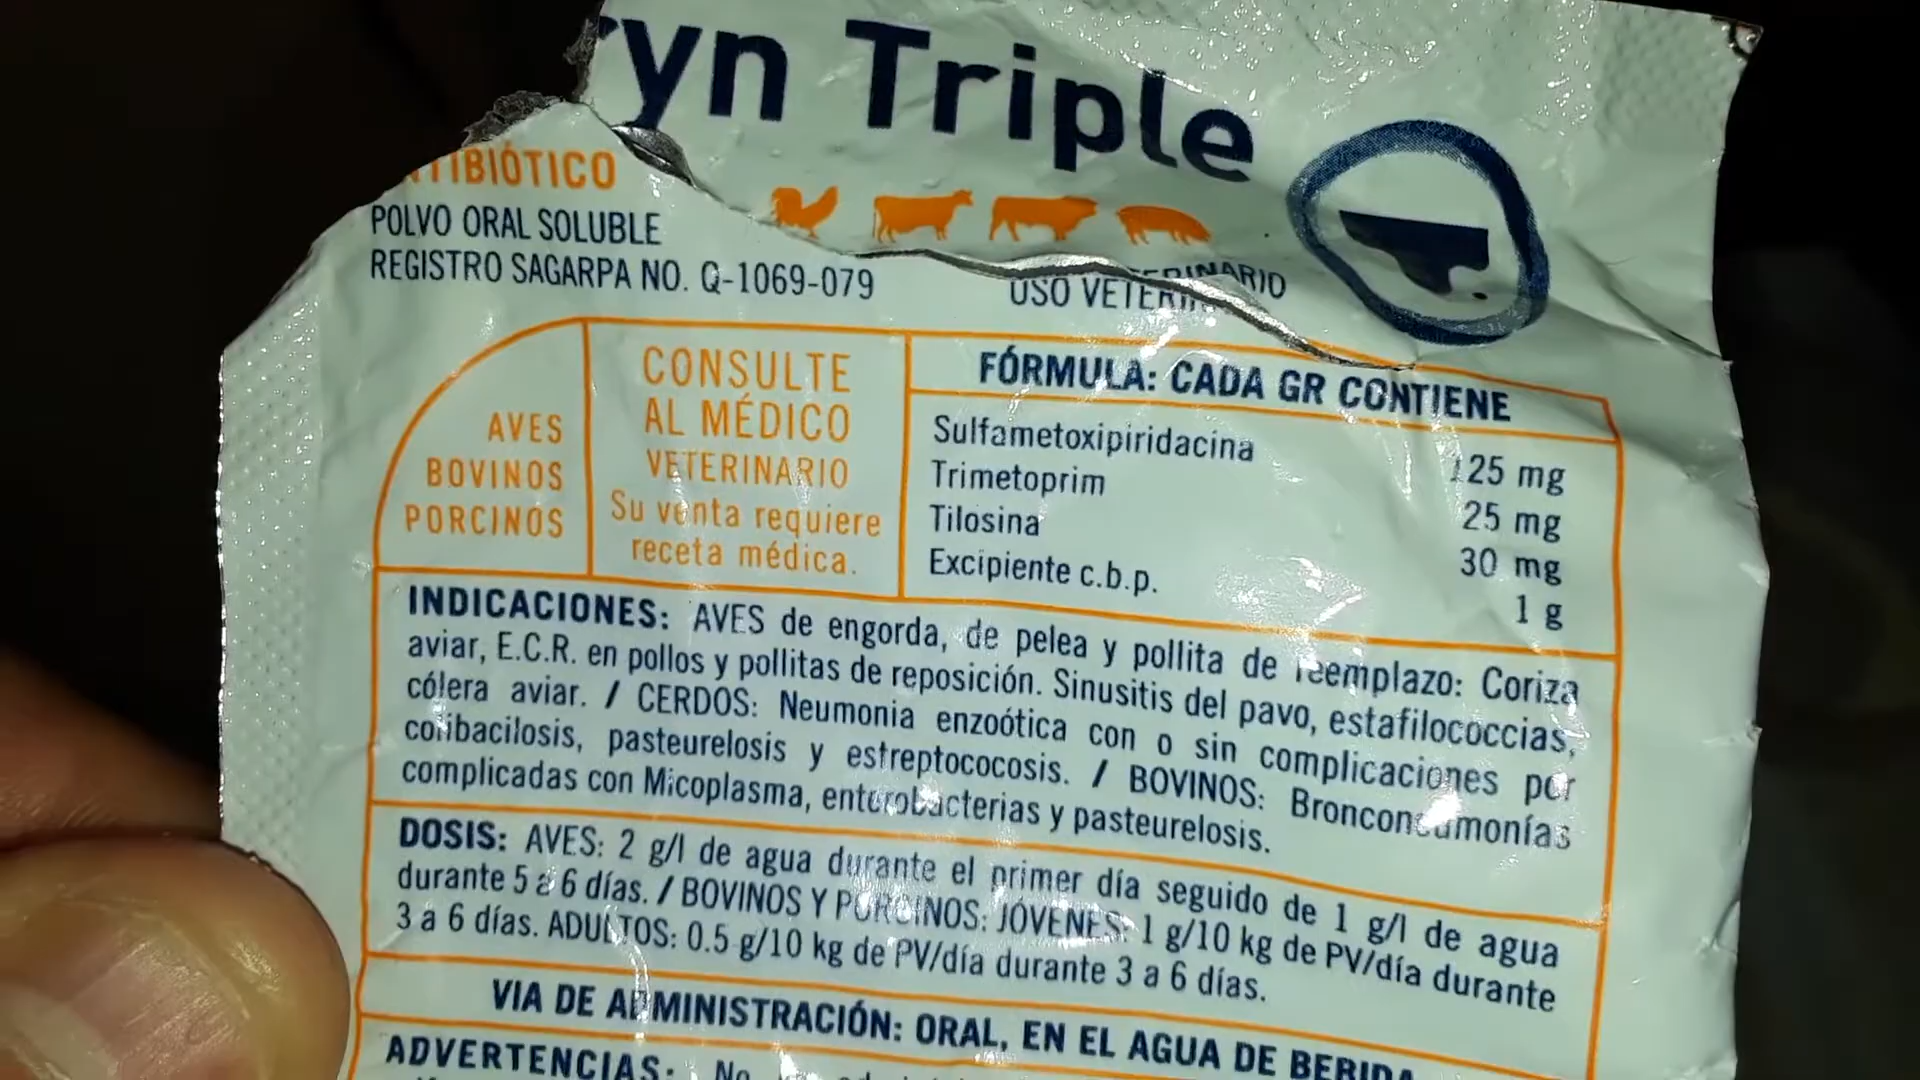 ryn Triple
TIBIÓTICO
POLVO ORAL SOLUBLE
REGISTRO SAGARPA NO. Q-1069-079
USO VETERINARIO
AVES
BOVINOS
PORCINOS
CONSULTE
AL MÉDICO
VETERINARIO
Su venta requiere
receta médica.
FÓRMULA: CADA GR CONTIENE
Sulfametoxipiridacina 125 mg
Trimetoprim 25 mg
Tilosina 30 mg
Excipiente c.b.p. 1 g
INDICACIONES: AVES de engorda, de pelea y pollita de reemplazo: Coriza
aviar, E.C.R. en pollos y pollitas de reposición. Sinusitis del pavo, estafilococcias,
cólera aviar. / CERDOS: Neumonia enzoótica con o sin complicaciones por
colibacilosis, pasteurelosis y estreptococosis. / BOVINOS: Bronconeumonías
complicadas con Micoplasma, enterobacterias y pasteurelosis.
DOSIS: AVES: 2 g/l de agua durante el primer día seguido de 1 g/l de agua
durante 5 a 6 días. / BOVINOS Y PORCINOS: JÓVENES: 1 g/10 kg de PV/día durante
3 a 6 días. ADULTOS: 0.5 g/10 kg de PV/día durante 3 a 6 días.
VIA DE ADMINISTRACIÓN: ORAL, EN EL AGUA DE BEBIDA
ADVERTENCIAS: No